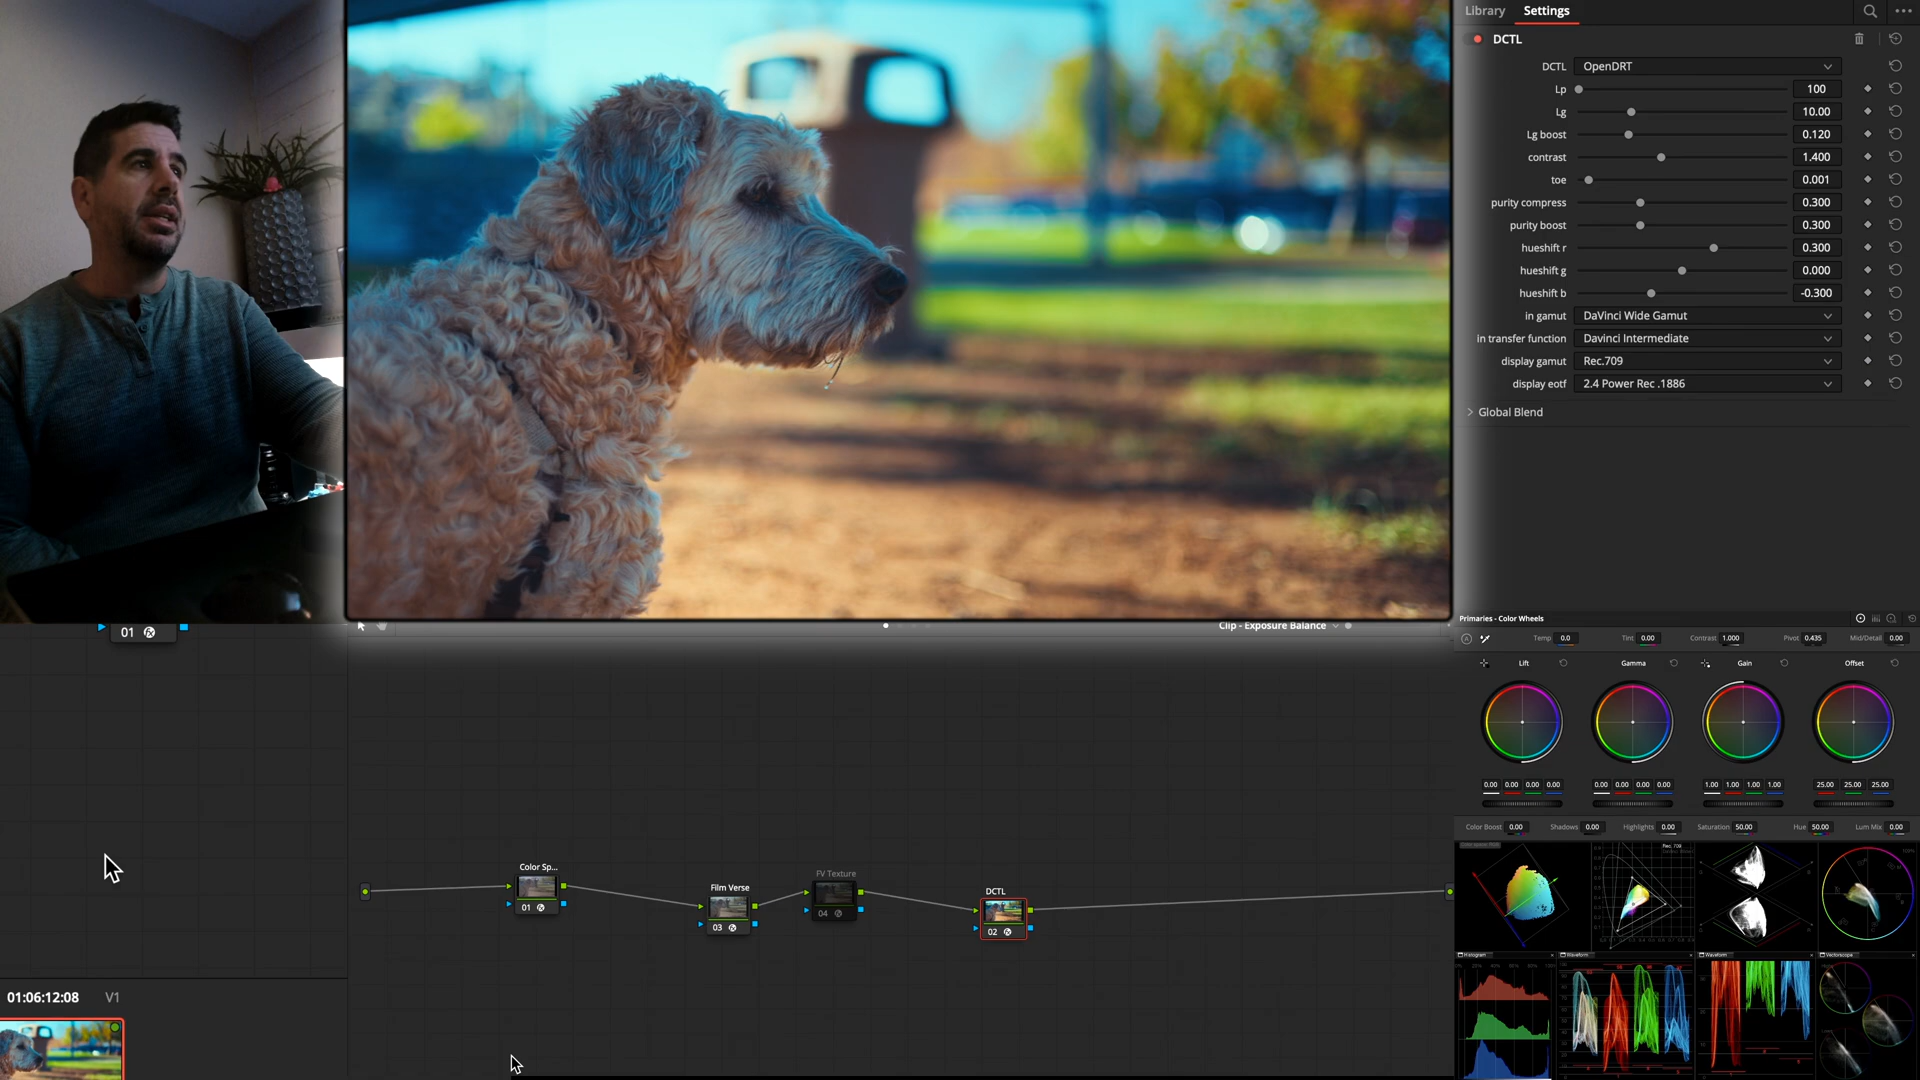 Library Settings
DCTL
DCTL OpenDRT
Lp 100
Lg 10.00
Lg boost 0.120
contrast 1.400
toe 0.001
purity compress 0.300
purity boost 0.300
hueshift r 0.300
hueshift g 0.000
hueshift b -0.300
in gamut DaVinci Wide Gamut
in transfer function Davinci Intermediate
display gamut Rec.709
display eotf 2.4 Power Rec .1886
Global Blend
01
Clip - Exposure Balance
Primaries - Color Wheels
Temp 0.0 Tint 0.00 Contrast 1.000 Pivot 0.435 Mid/Detail 0.00
Lift Gamma Gain Offset
0.00 0.00 0.00 0.00 0.00 0.00 0.00 0.00 1.00 1.00 1.00 1.00 25.00 25.00 25.00
Color Boost 0.00 Shadows 0.00 Highlights 0.00 Saturation 50.00 Hue 50.00 Lum Mix 0.00
Rec. 709
Color Sp...
01
Film Verse
03
FV Texture
04
DCTL
02
Histogram Waveform Waveform Vectorscope
01:06:12:08 V1